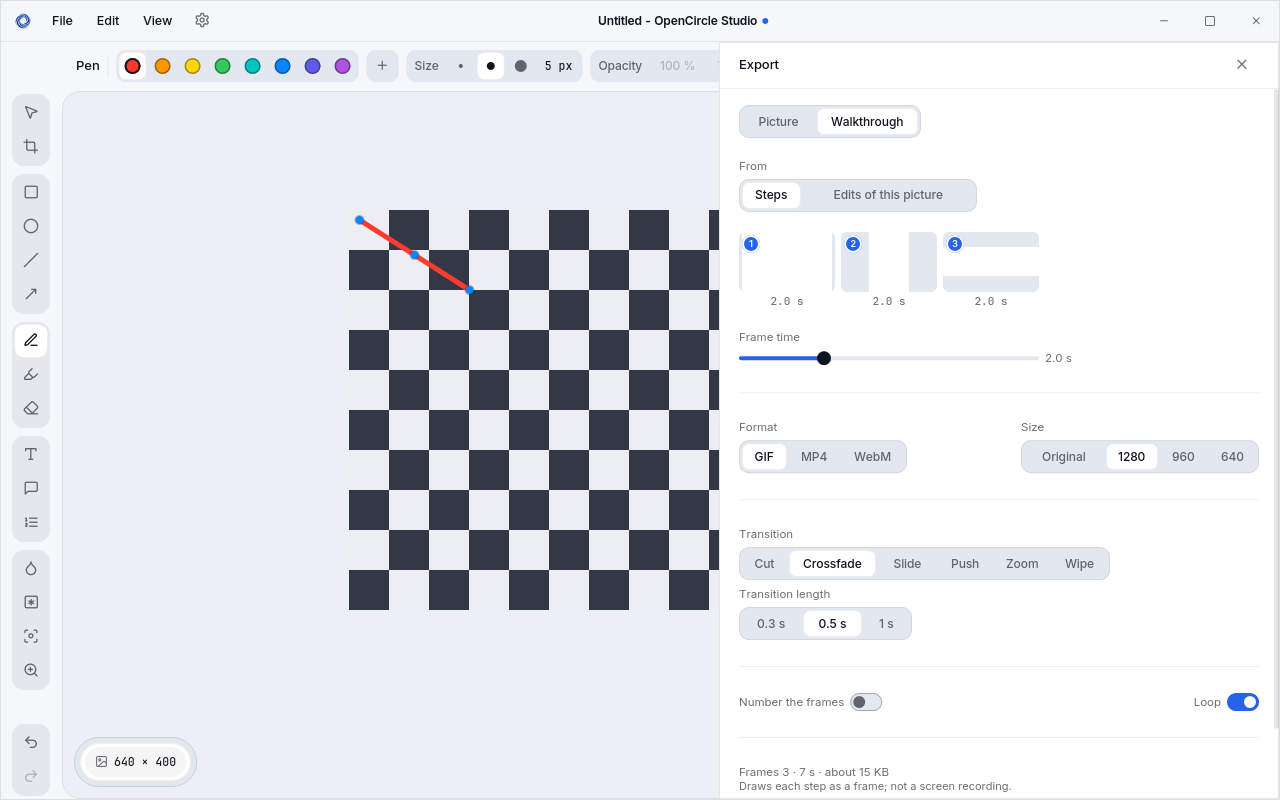 File Edit View
Untitled - OpenCircle Studio
Pen
Size 5 px
Opacity 100 %
Export
Picture Walkthrough
From
Steps Edits of this picture
1 2 3
2.0 s 2.0 s 2.0 s
Frame time
2.0 s
Format Size
GIF MP4 WebM Original 1280 960 640
Transition
Cut Crossfade Slide Push Zoom Wipe
Transition length
0.3 s 0.5 s 1 s
Number the frames Loop
640 × 400
Frames 3 · 7 s · about 15 KB
Draws each step as a frame; not a screen recording.